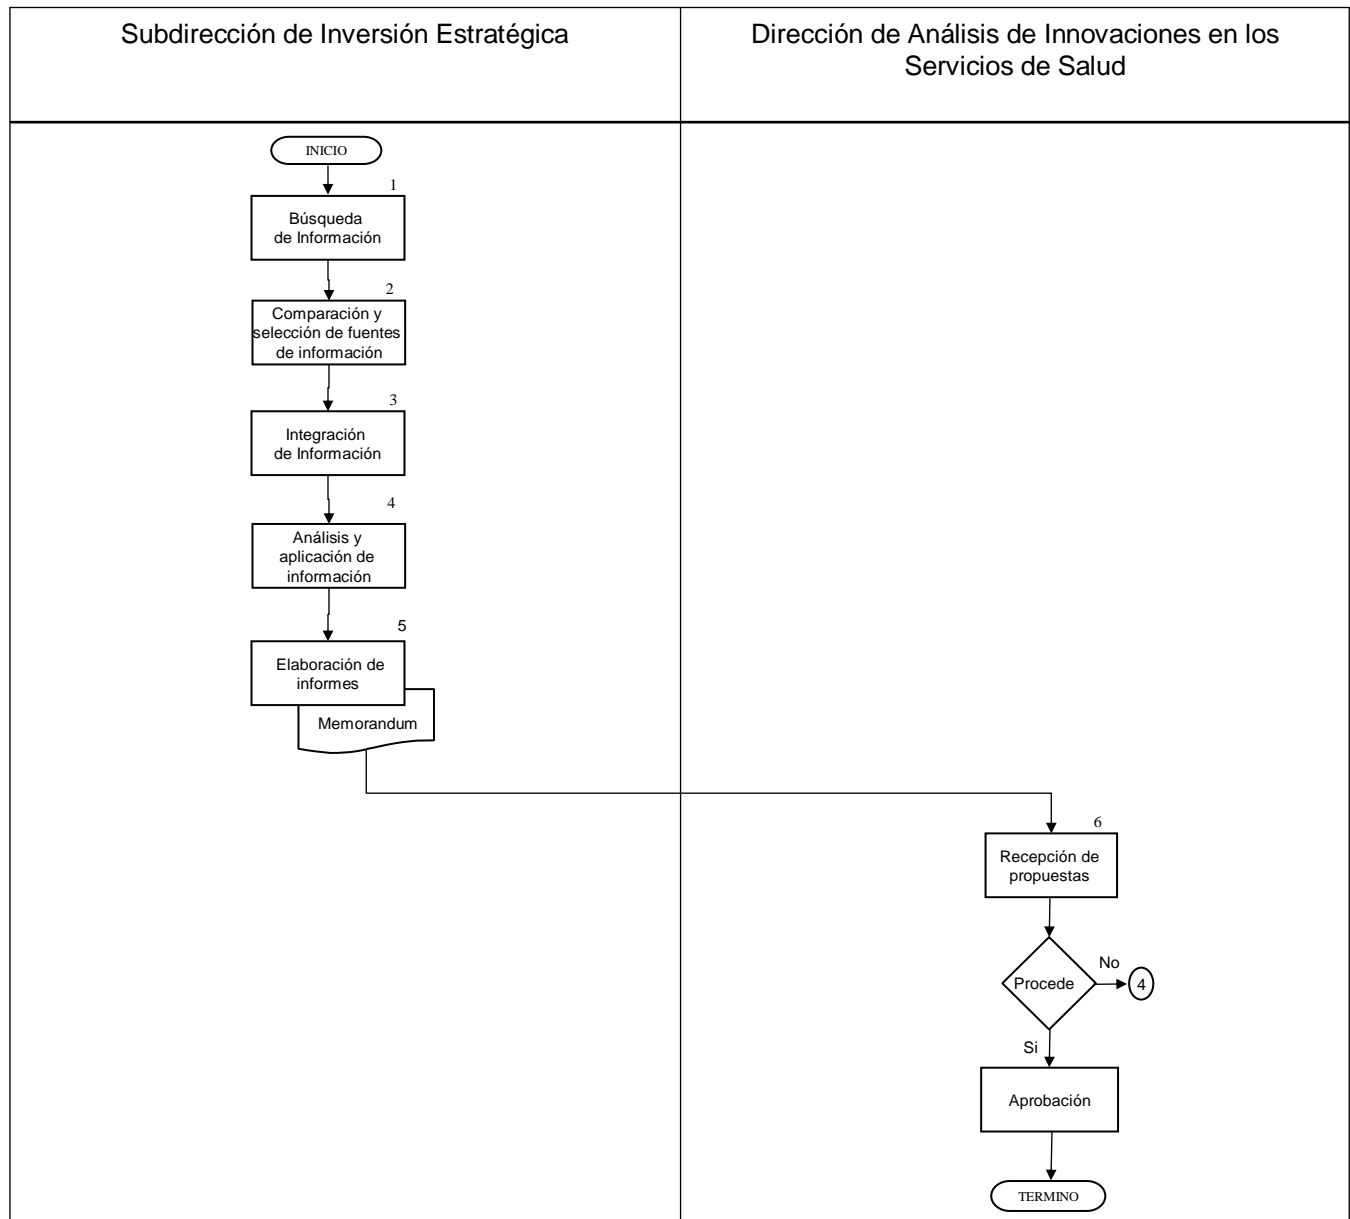 Subdirección de Inversión Estratégica
Dirección de Análisis de Innovaciones en los
Servicios de Salud
INICIO
1
Búsqueda
de Información
2
Comparación y
selección de fuentes
de información
3
Integración
de Información
4
Análisis y
aplicación de
información
5
Elaboración de
informes
Memorandum
6
Recepción de
propuestas
Procede
No
4
Si
Aprobación
TERMINO